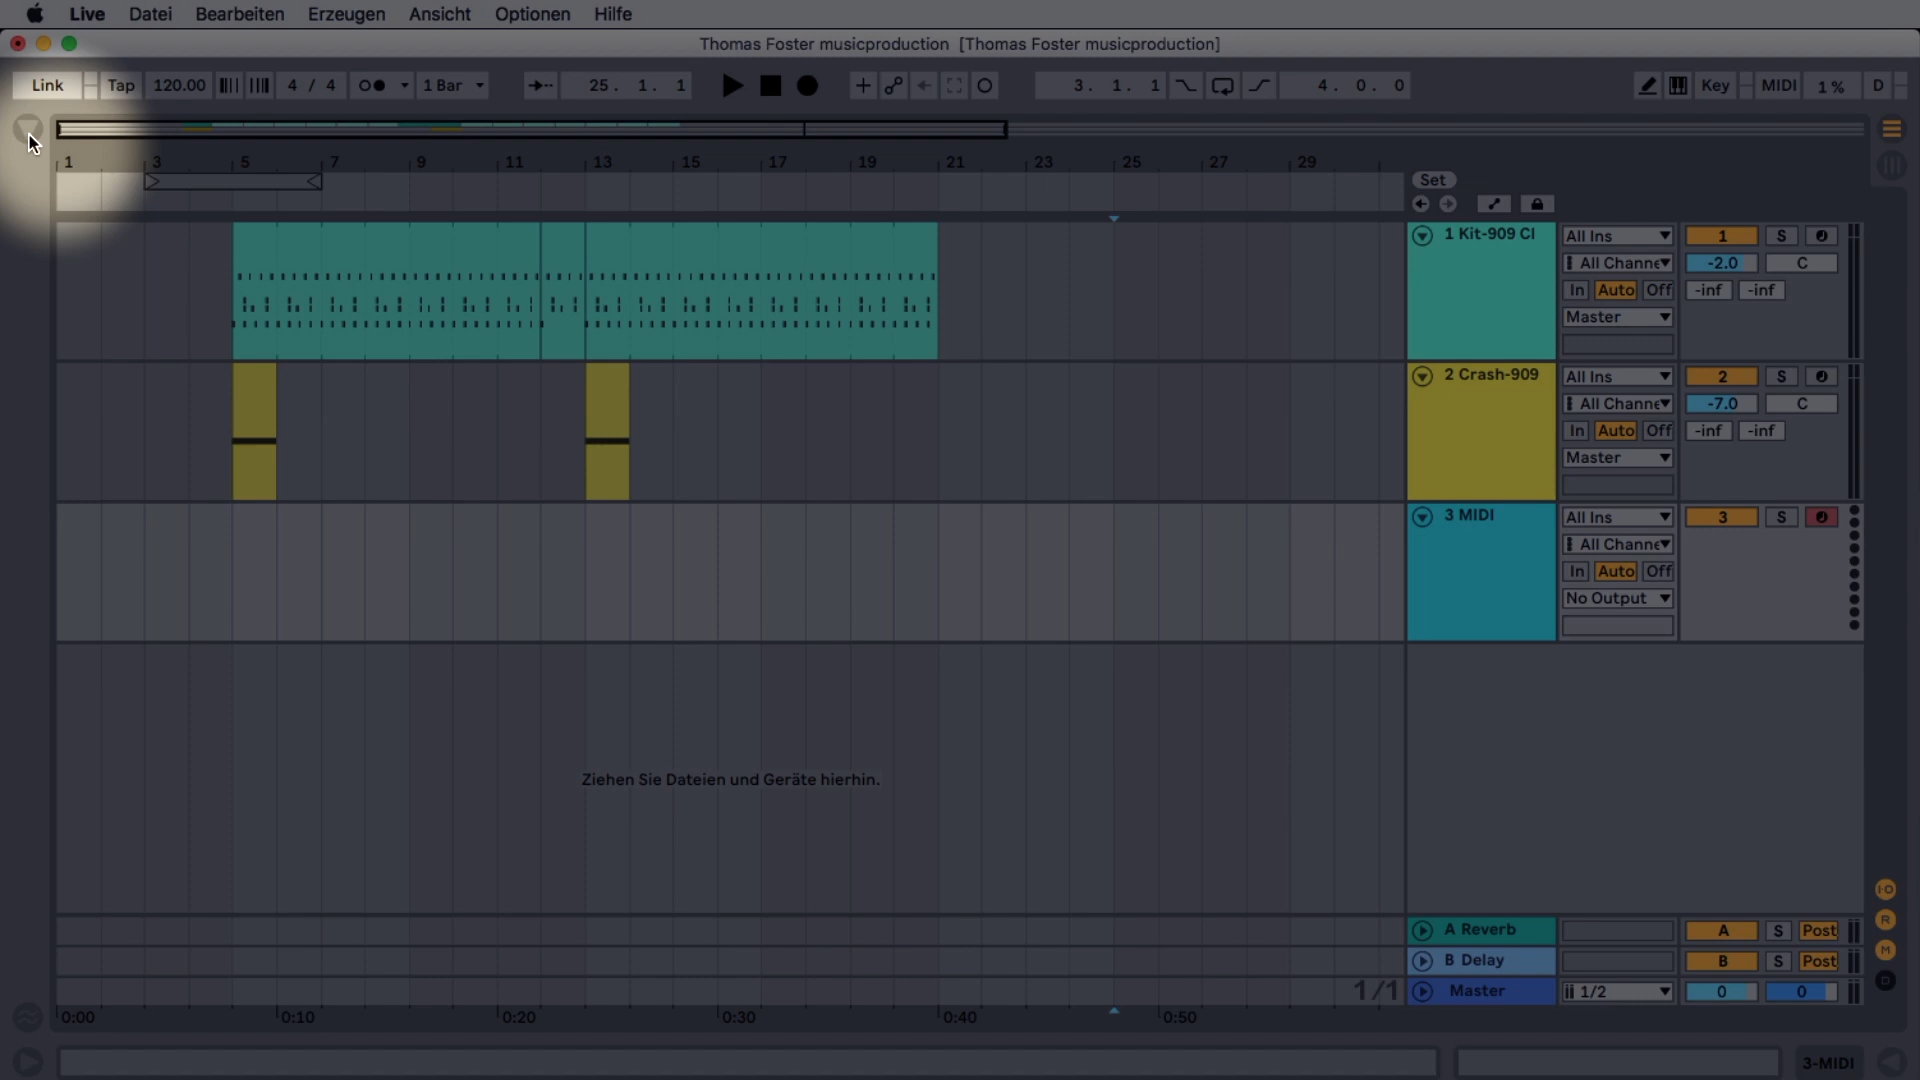 Live Datei Bearbeiten Erzeugen Ansicht Optionen Hilfe
Thomas Foster musicproduction [Thomas Foster musicproduction]
Link Tap 120.00 4 / 4 1 Bar 25. 1. 1 3. 1. 1 4. 0. 0 Key MIDI 1 % D
1 3 5 7 9 11 13 15 17 19 21 23 25 27 29
Set
1 Kit-909 Cl All Ins 1 S
All Channe -2.0 C
In Auto Off -inf -inf
Master
2 Crash-909 All Ins 2 S
All Channe -7.0 C
In Auto Off -inf -inf
Master
3 MIDI All Ins 3 S
All Channe
In Auto Off
No Output
Ziehen Sie Dateien und Geräte hierhin.
I·O
A Reverb A S Post R
B Delay B S Post M
1/1 Master 1/2 0 0 D
0:00 0:10 0:20 0:30 0:40 0:50
3-MIDI